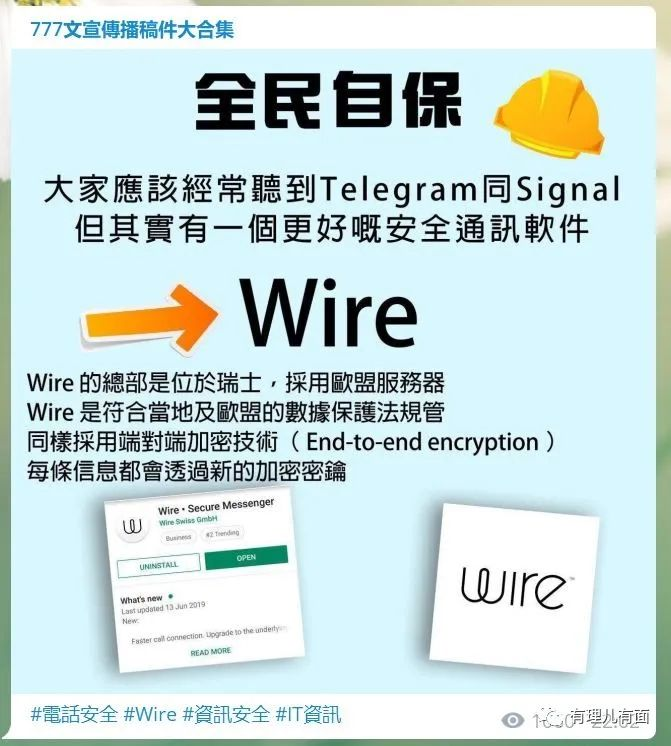 777文宣傳播稿件大合集
全民自保
大家應該經常聽到Telegram同Signal
但其實有一個更好嘅安全通訊軟件
Wire
Wire 的總部是位於瑞士，採用歐盟服務器
Wire 是符合當地及歐盟的數據保護法規管
同樣採用端對端加密技術（ End-to-end encryption ）
每條信息都會透過新的加密密鑰
Wire • Secure Messenger
Wire Swiss GmbH
Business
#2 Trending
UNINSTALL
OPEN
What's new
Last updated 13 Jun 2019
New:
Faster call connection. Upgrade to the
READ MORE
wire™
#電話安全 #Wire #資訊安全 #IT資訊
有理儿有面